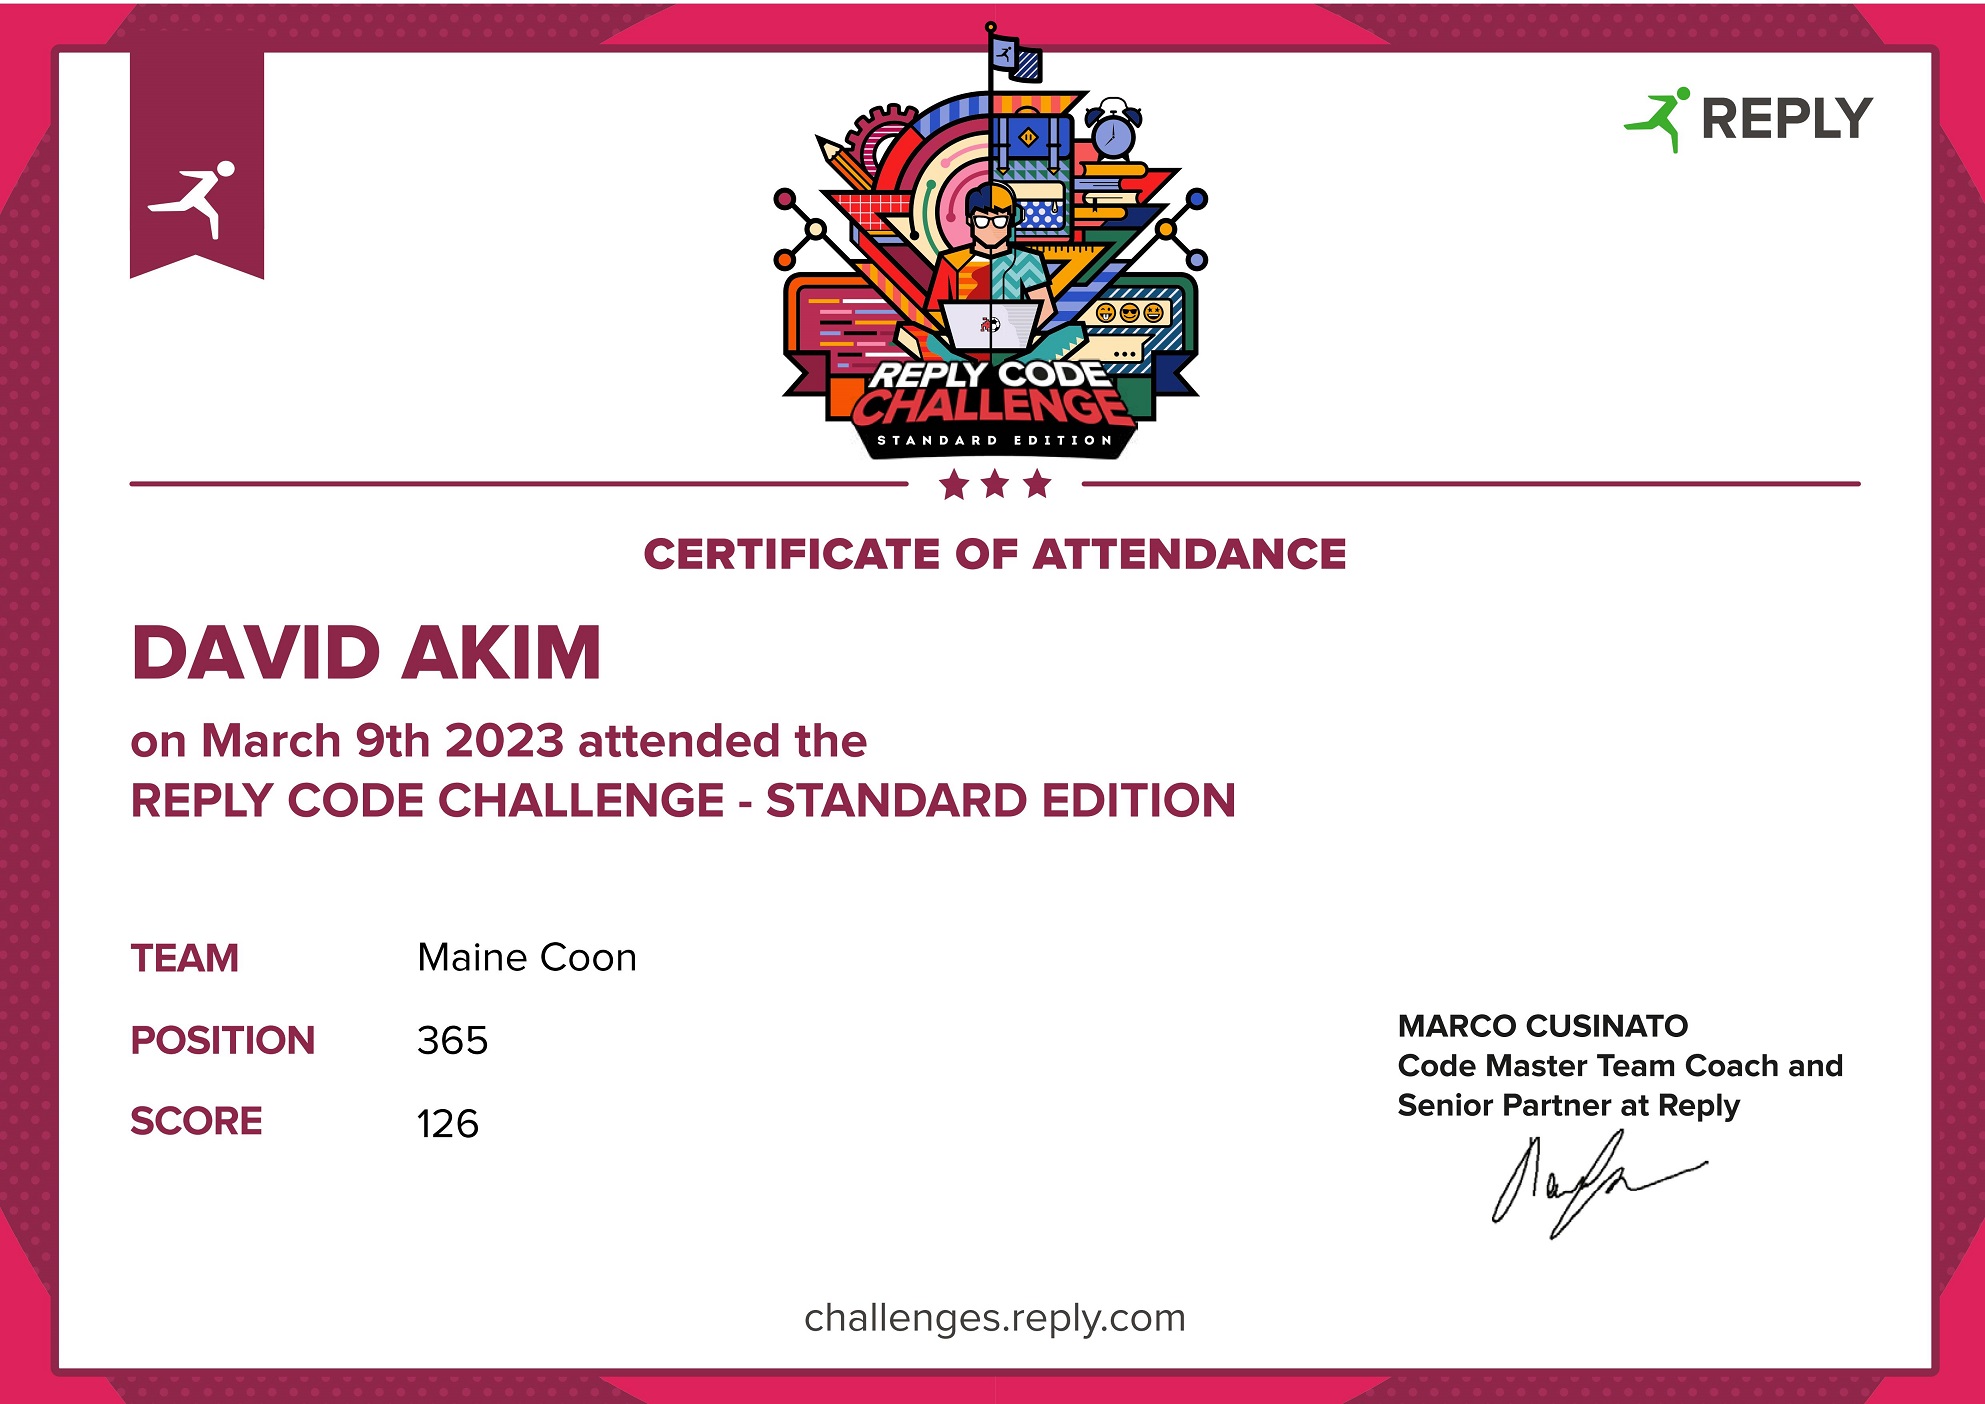 REPLY
REPLY CODE
CHALLENGE
STANDARD EDITION
CERTIFICATE OF ATTENDANCE
DAVID AKIM
on March 9th 2023 attended the
REPLY CODE CHALLENGE - STANDARD EDITION
TEAM Maine Coon
POSITION 365
SCORE 126
MARCO CUSINATO
Code Master Team Coach and
Senior Partner at Reply
challenges.reply.com